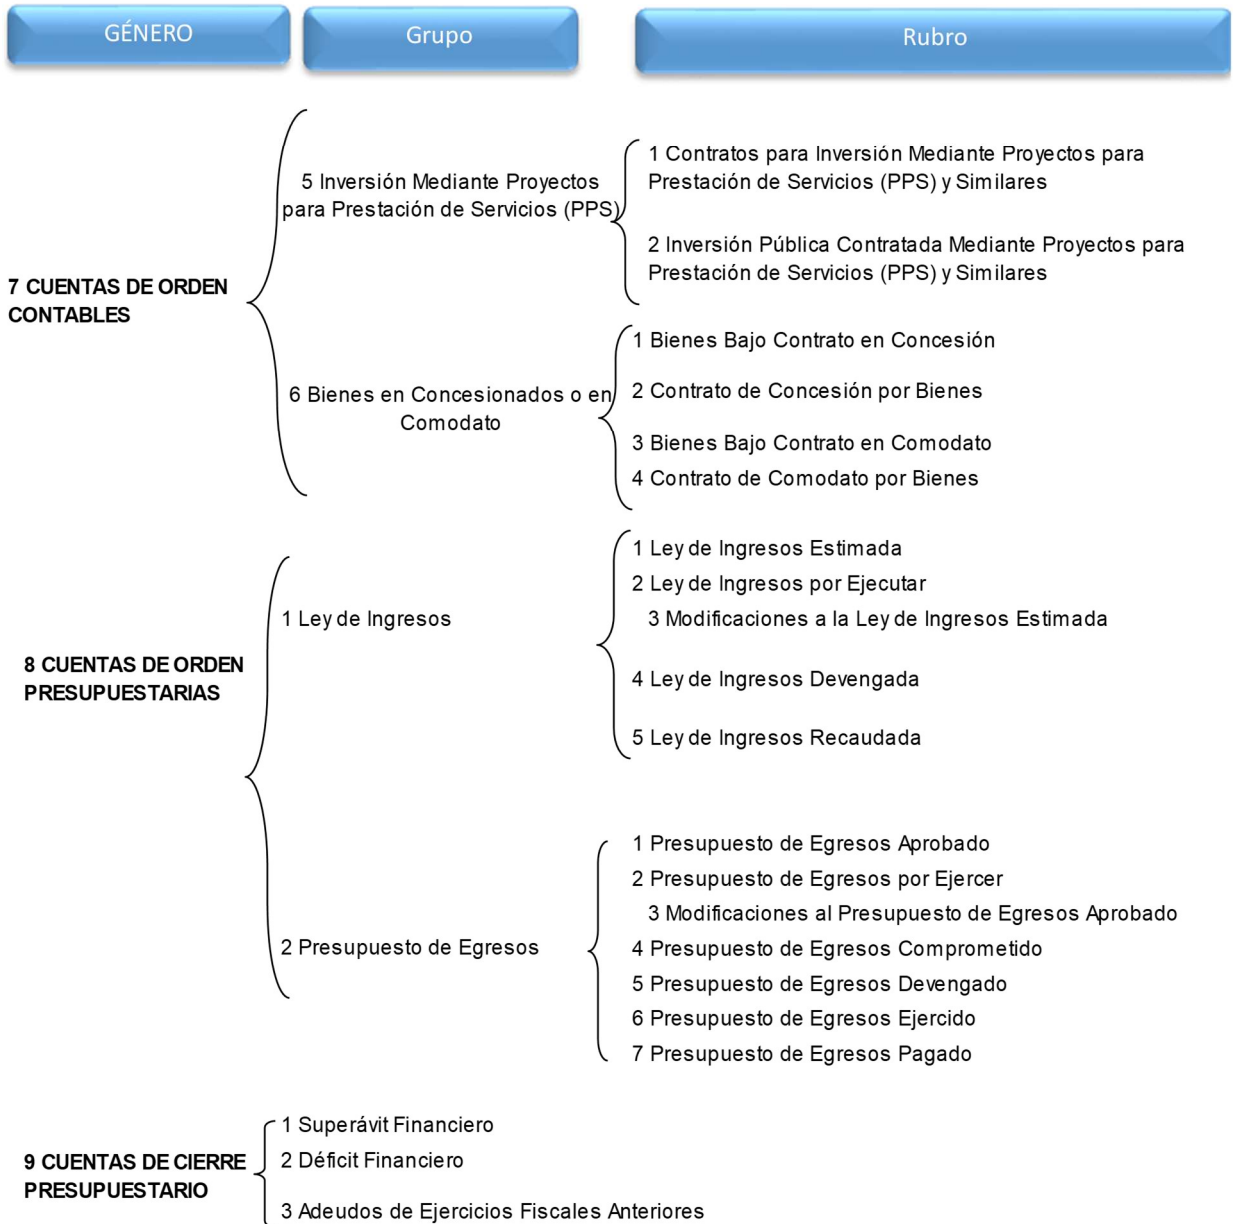 GÉNERO
Grupo
Rubro
7 CUENTAS DE ORDEN
CONTABLES
5 Inversión Mediante Proyectos
para Prestación de Servicios (PPS)
1 Contratos para Inversión Mediante Proyectos para
Prestación de Servicios (PPS) y Similares
2 Inversión Pública Contratada Mediante Proyectos para
Prestación de Servicios (PPS) y Similares
6 Bienes en Concesionados o en
Comodato
1 Bienes Bajo Contrato en Concesión
2 Contrato de Concesión por Bienes
3 Bienes Bajo Contrato en Comodato
4 Contrato de Comodato por Bienes
8 CUENTAS DE ORDEN
PRESUPUESTARIAS
1 Ley de Ingresos
1 Ley de Ingresos Estimada
2 Ley de Ingresos por Ejecutar
3 Modificaciones a la Ley de Ingresos Estimada
4 Ley de Ingresos Devengada
5 Ley de Ingresos Recaudada
2 Presupuesto de Egresos
1 Presupuesto de Egresos Aprobado
2 Presupuesto de Egresos por Ejercer
3 Modificaciones al Presupuesto de Egresos Aprobado
4 Presupuesto de Egresos Comprometido
5 Presupuesto de Egresos Devengado
6 Presupuesto de Egresos Ejercido
7 Presupuesto de Egresos Pagado
9 CUENTAS DE CIERRE
PRESUPUESTARIO
1 Superávit Financiero
2 Déficit Financiero
3 Adeudos de Ejercicios Fiscales Anteriores